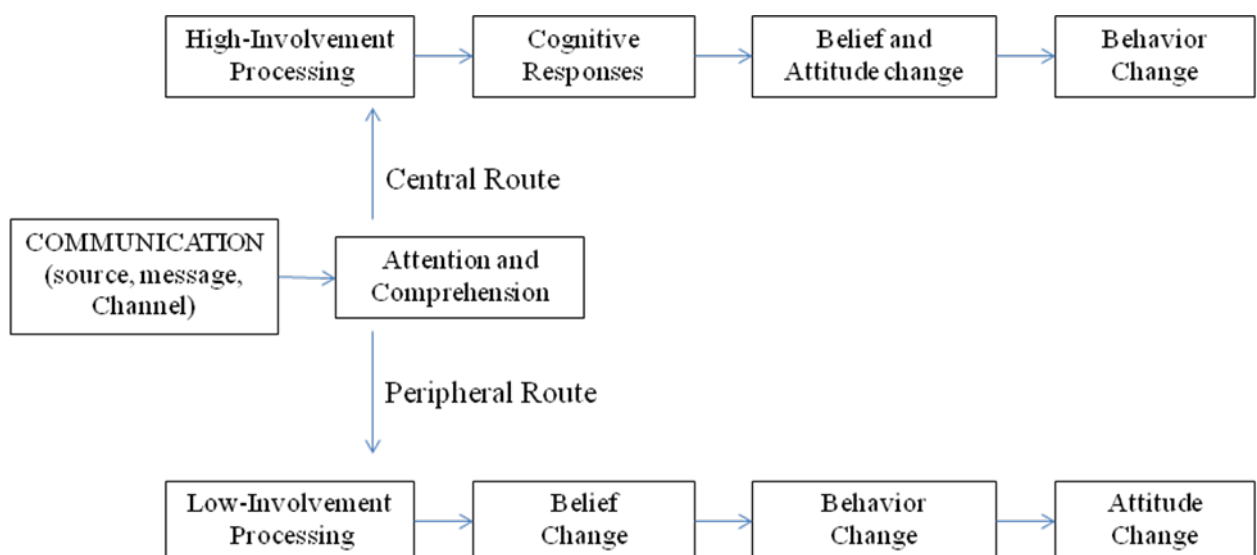 High-Involvement
Processing
Cognitive
Responses
Belief and
Attitude change
Behavior
Change
Central Route
COMMUNICATION
(source, message,
Channel)
Attention and
Comprehension
Peripheral Route
Low-Involvement
Processing
Belief
Change
Behavior
Change
Attitude
Change